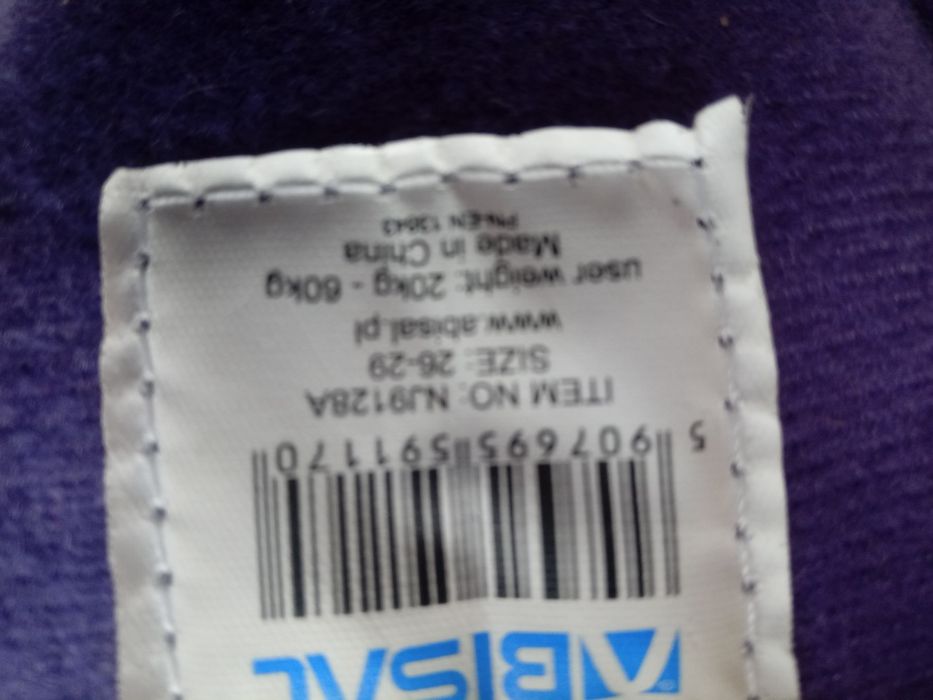 ABISAL
5 907695 591170
ITEM NO: NJ9128A
SIZE: 26-29
www.abisal.pl
user weight: 20kg - 60kg
Made in China
PN-EN 13843